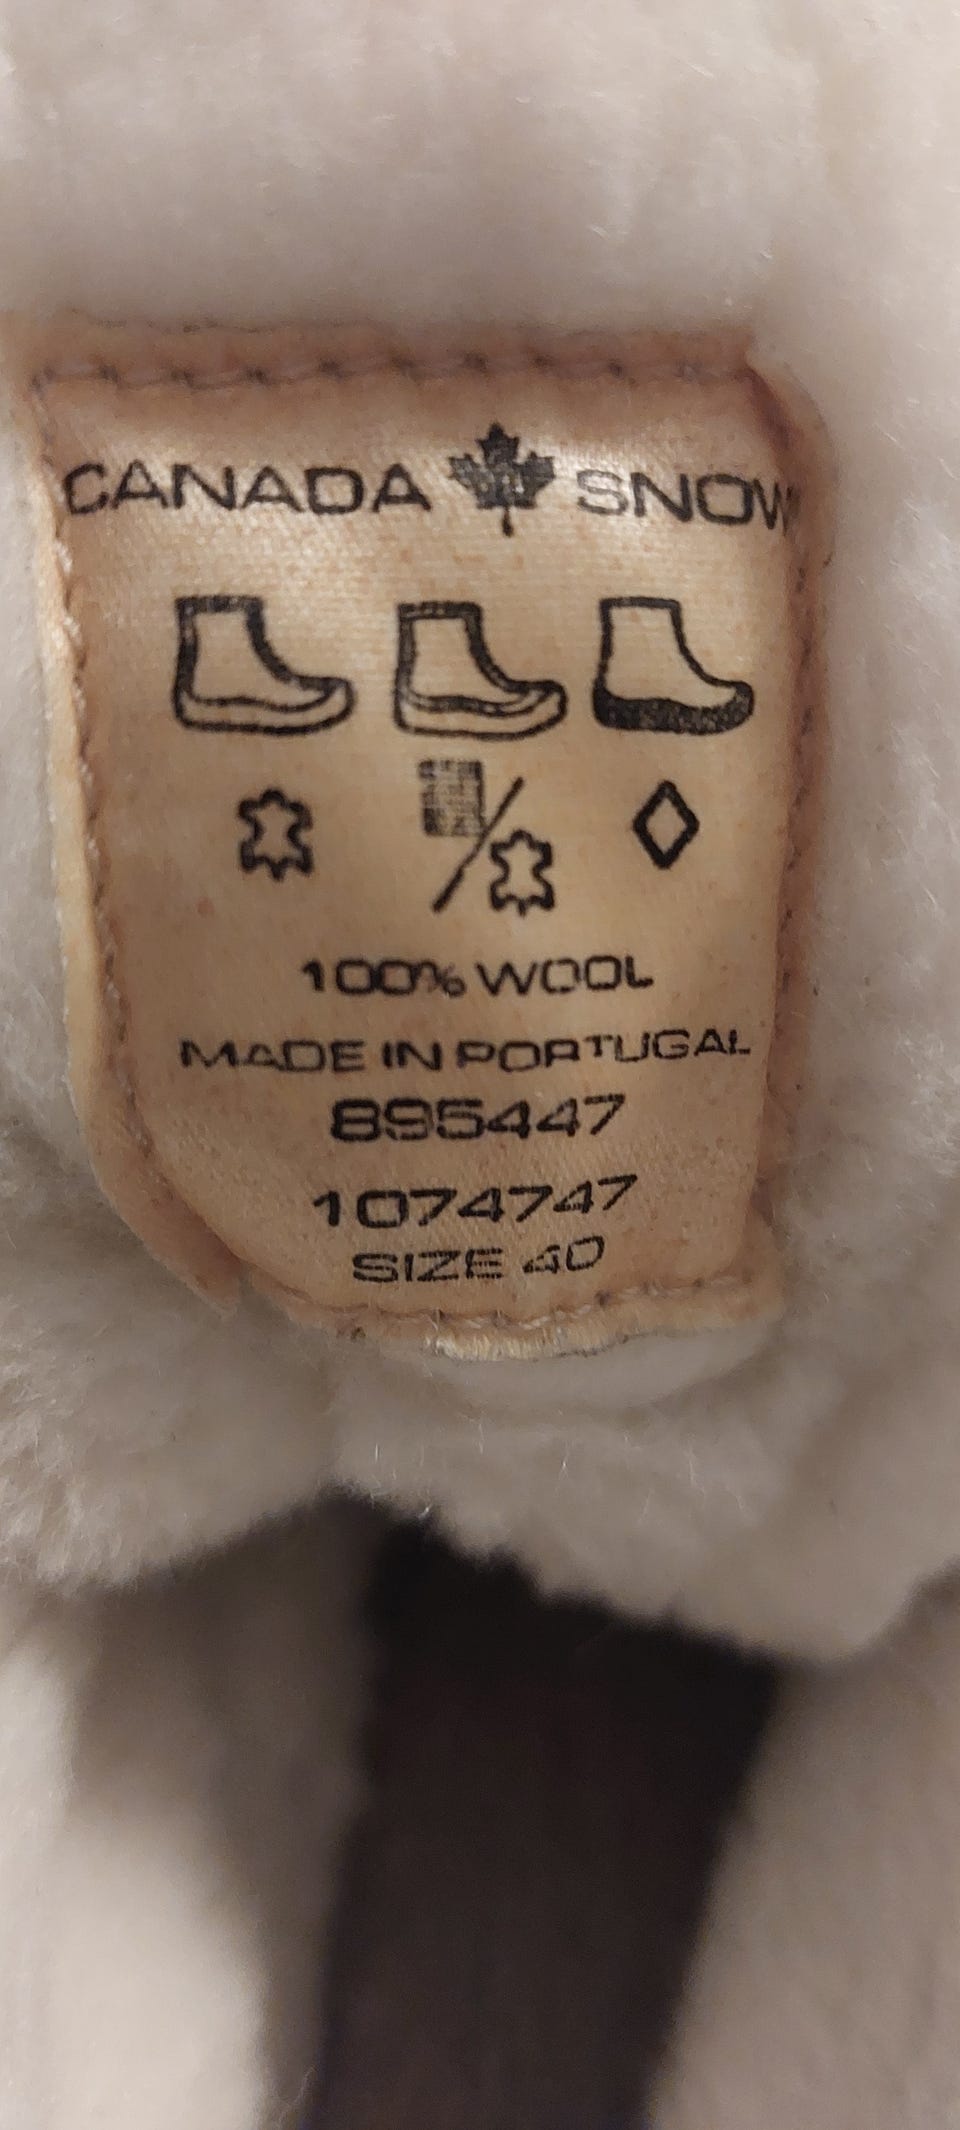 CANADA SNOW
100% WOOL
MADE IN PORTUGAL
895447
1074747
SIZE 40